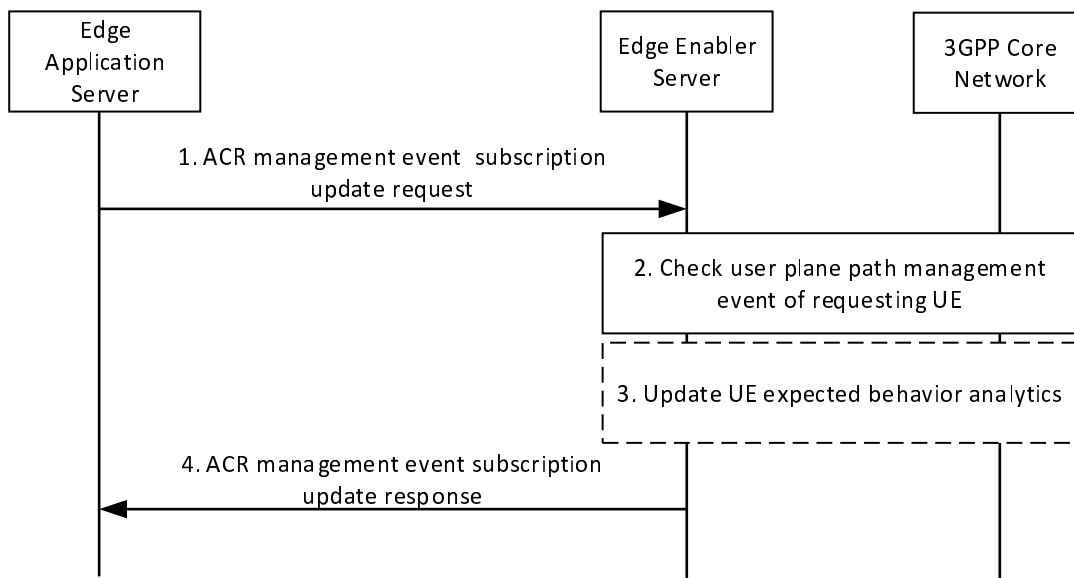 Edge
Application
Server
Edge Enabler
Server
3GPP Core
Network
1. ACR management event subscription
update request
2. Check user plane path management
event of requesting UE
3. Update UE expected behavior analytics
4. ACR management event subscription
update response